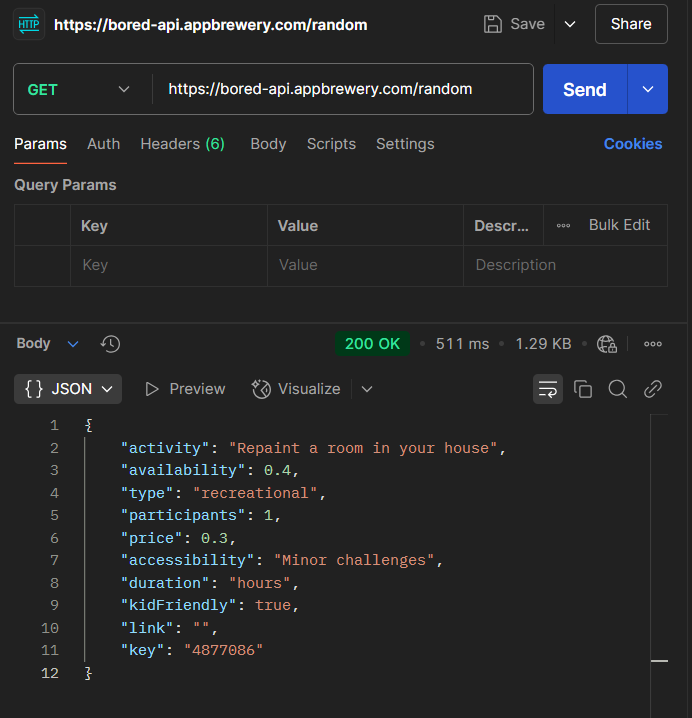 HTTP https://bored-api.appbrewery.com/random Save Share
GET https://bored-api.appbrewery.com/random Send
Params Auth Headers (6) Body Scripts Settings Cookies
Query Params
Key Value Descr... Bulk Edit
Key Value Description
Body 200 OK 511 ms 1.29 KB
{} JSON Preview Visualize
1 {
2 "activity": "Repaint a room in your house",
3 "availability": 0.4,
4 "type": "recreational",
5 "participants": 1,
6 "price": 0.3,
7 "accessibility": "Minor challenges",
8 "duration": "hours",
9 "kidFriendly": true,
10 "link": "",
11 "key": "4877086"
12 }